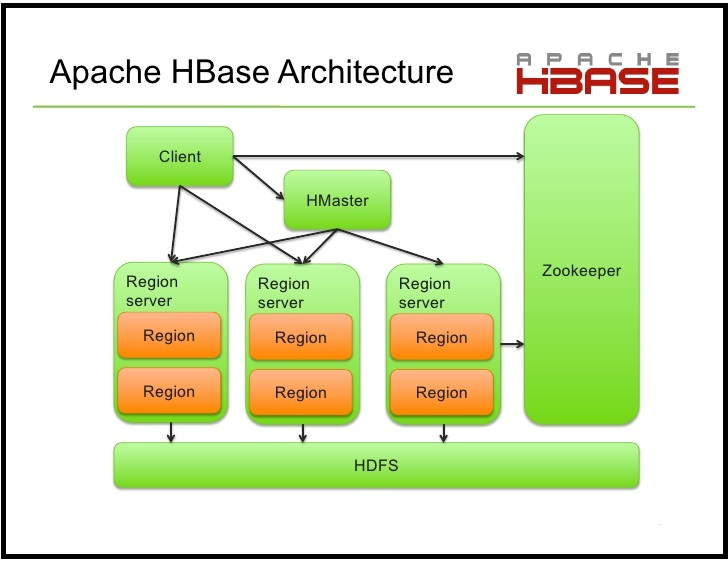 Apache HBase Architecture
APACHE
HBASE
Client
HMaster
Zookeeper
Region
server
Region
Region
Region
server
Region
Region
Region
server
Region
Region
HDFS